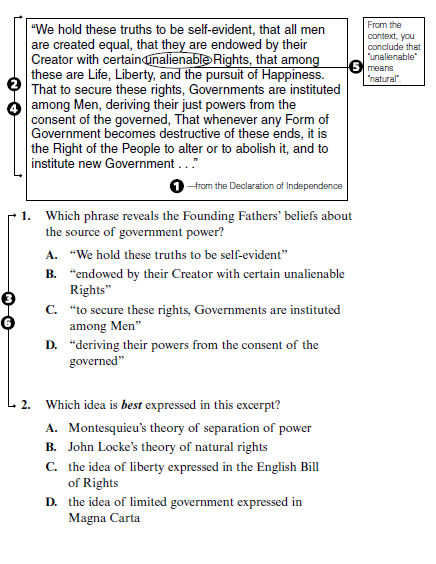 "We hold these truths to be self-evident, that all men
are created equal, that they are endowed by their
Creator with certain unalienable Rights, that among
these are Life, Liberty, and the pursuit of Happiness.
That to secure these rights, Governments are instituted
among Men, deriving their just powers from the
consent of the governed, That whenever any Form of
Government becomes destructive of these ends, it is
the Right of the People to alter or to abolish it, and to
institute new Government . . ."
1 —from the Declaration of Independence
2
4
5
From the
context, you
conclude that
"unalienable"
means
"natural".
3
6
1. Which phrase reveals the Founding Fathers' beliefs about
the source of government power?
A. "We hold these truths to be self-evident"
B. "endowed by their Creator with certain unalienable
Rights"
C. "to secure these rights, Governments are instituted
among Men"
D. "deriving their powers from the consent of the
governed"
2. Which idea is best expressed in this excerpt?
A. Montesquieu's theory of separation of power
B. John Locke's theory of natural rights
C. the idea of liberty expressed in the English Bill
of Rights
D. the idea of limited government expressed in
Magna Carta